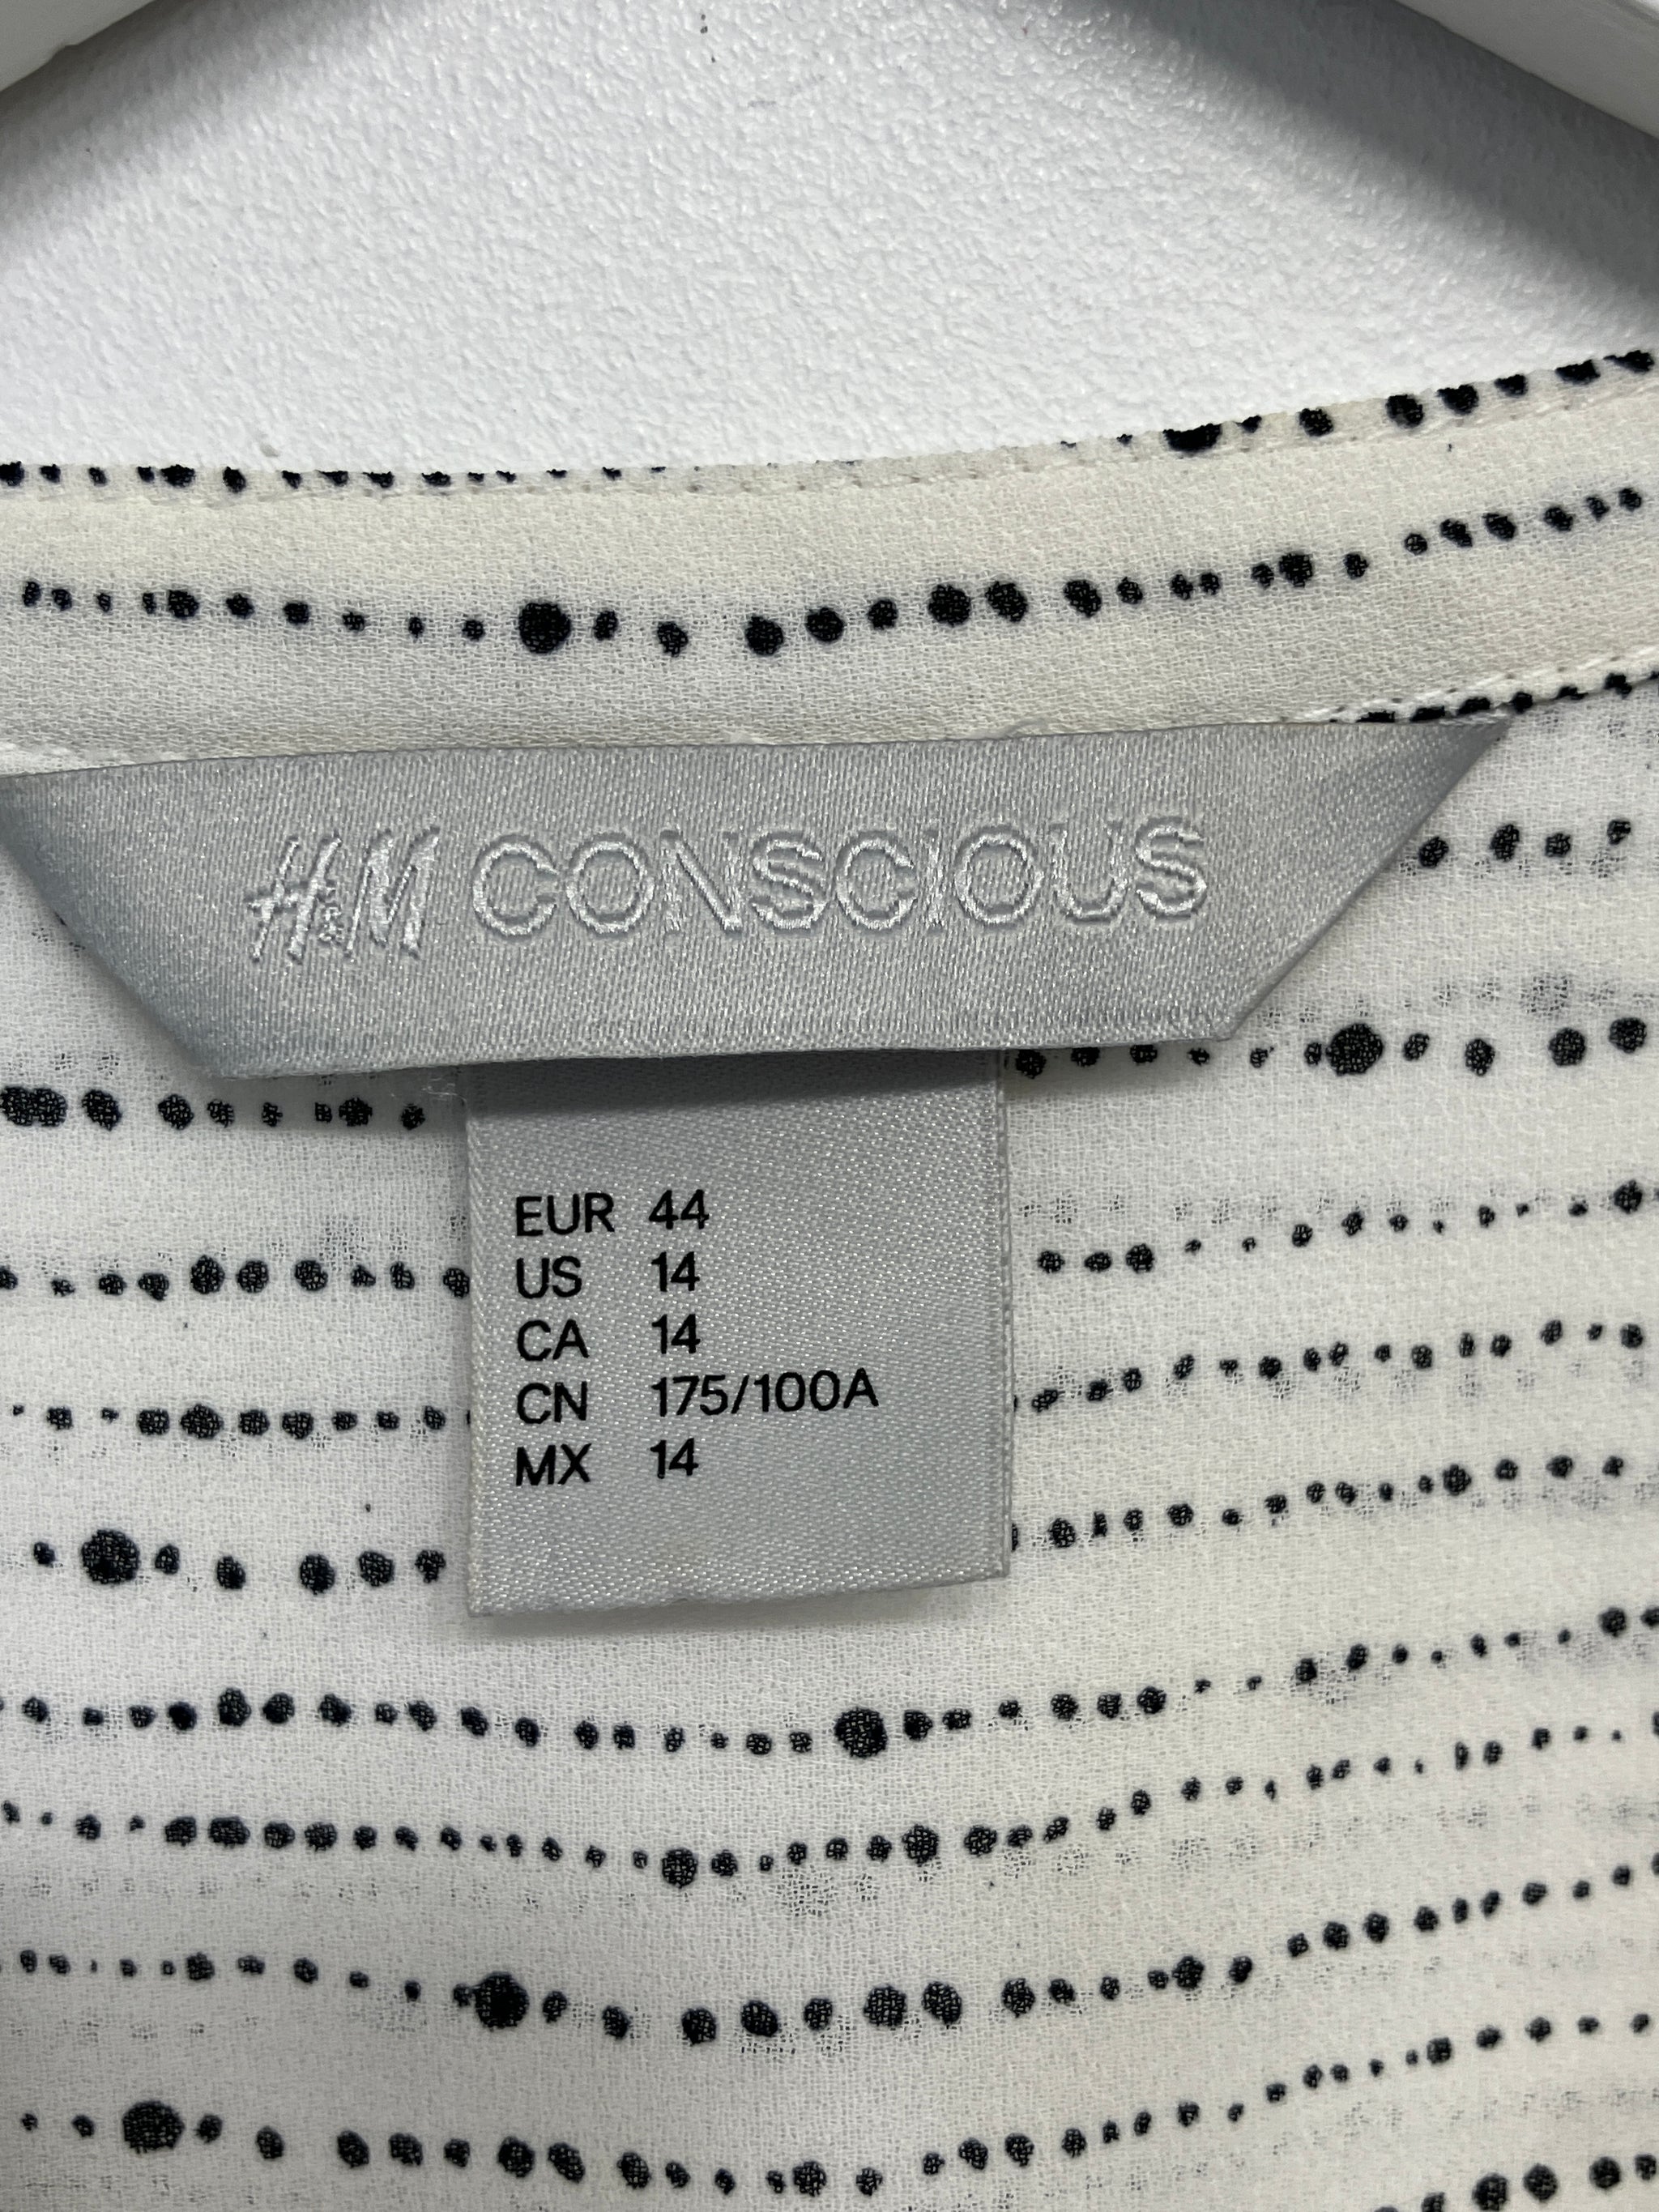 H&M CONSCIOUS
EUR 44
US 14
CA 14
CN 175/100A
MX 14